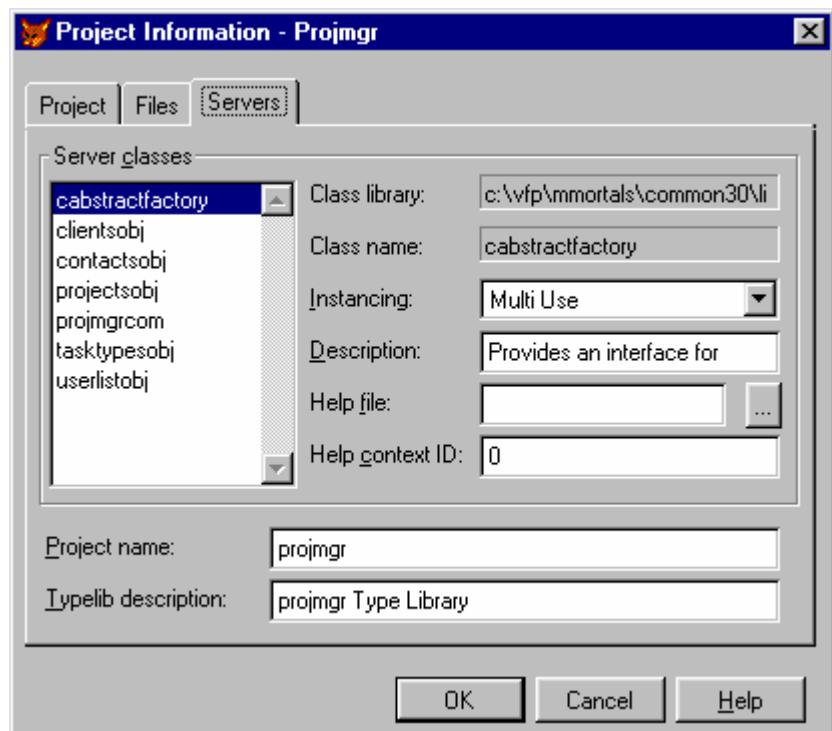 Project Information - Projmgr
Project Files Servers
Server classes
cabstractfactory
clientsobj
contactsobj
projectsobj
projmgrcom
tasktypesobj
userlistobj
Class library: c:\vfp\mmortals\common30\li
Class name: cabstractfactory
Instancing: Multi Use
Description: Provides an interface for
Help file: ...
Help context ID: 0
Project name: projmgr
Typelib description: projmgr Type Library
OK Cancel Help